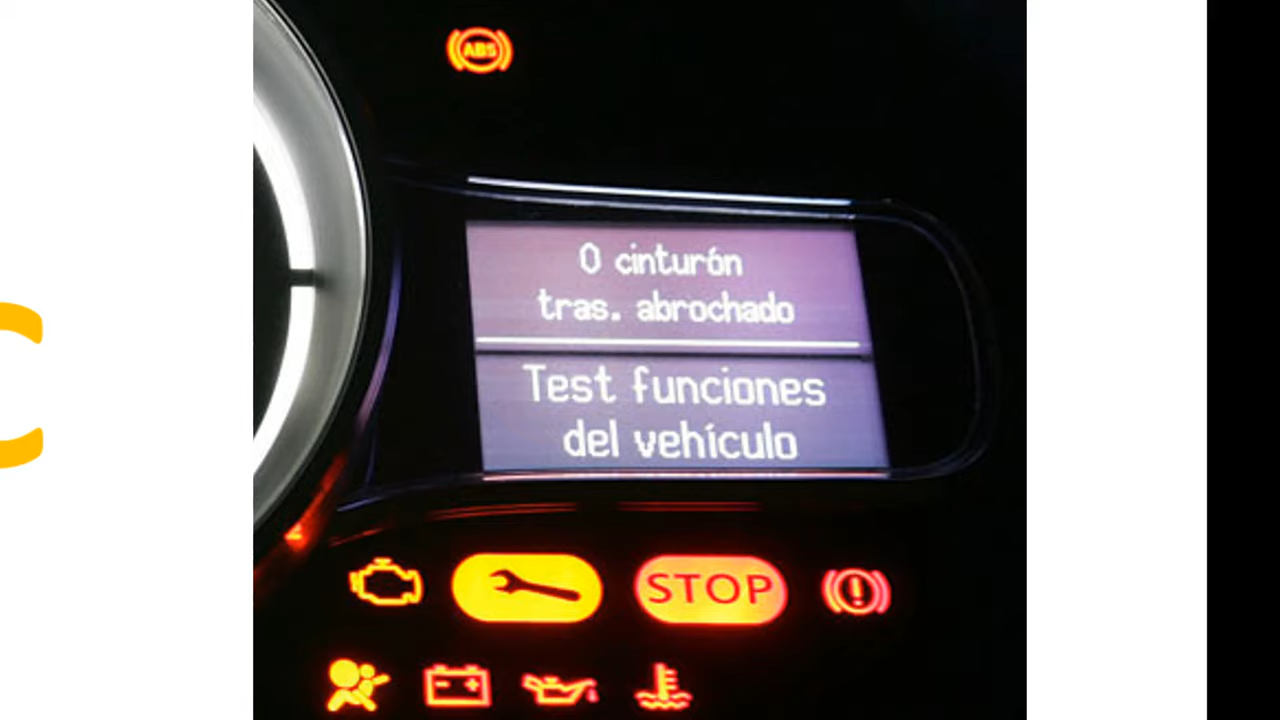 ABS
0 cinturón
tras. abrochado
Test funciones
del vehículo
STOP